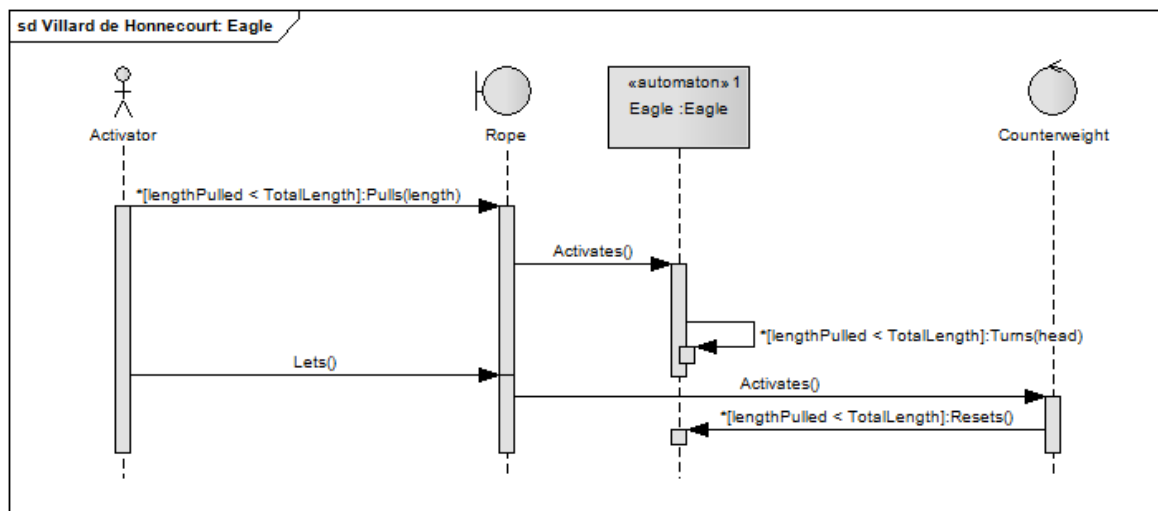 sd Villard de Honnecourt: Eagle
«automaton» 1
Eagle :Eagle
Activator
Rope
Counterweight
*[lengthPulled < TotalLength]:Pulls(length)
Activates()
*[lengthPulled < TotalLength]:Turns(head)
Lets()
Activates()
*[lengthPulled < TotalLength]:Resets()